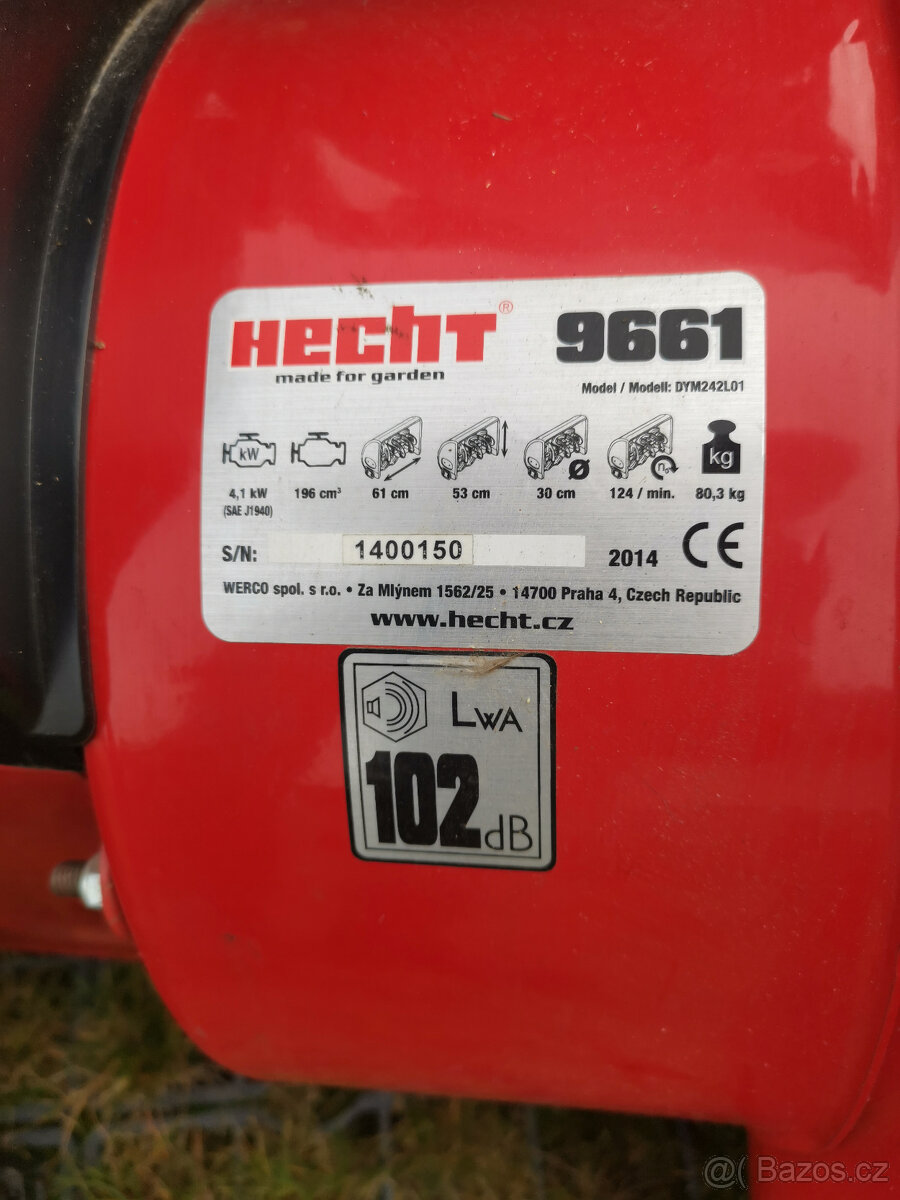 HECHT® 9661
made for garden
Model / Modell: DYM242L01
kW kg
4,1 kW 196 cm³ 61 cm 53 cm 30 cm 124 / min. 80,3 kg
(SAE J1940)
S/N: 1400150 2014 CE
WERCO spol. s r.o. • Za Mlýnem 1562/25 • 14700 Praha 4, Czech Republic
www.hecht.cz
LWA
102 dB
@ Bazoš.cz